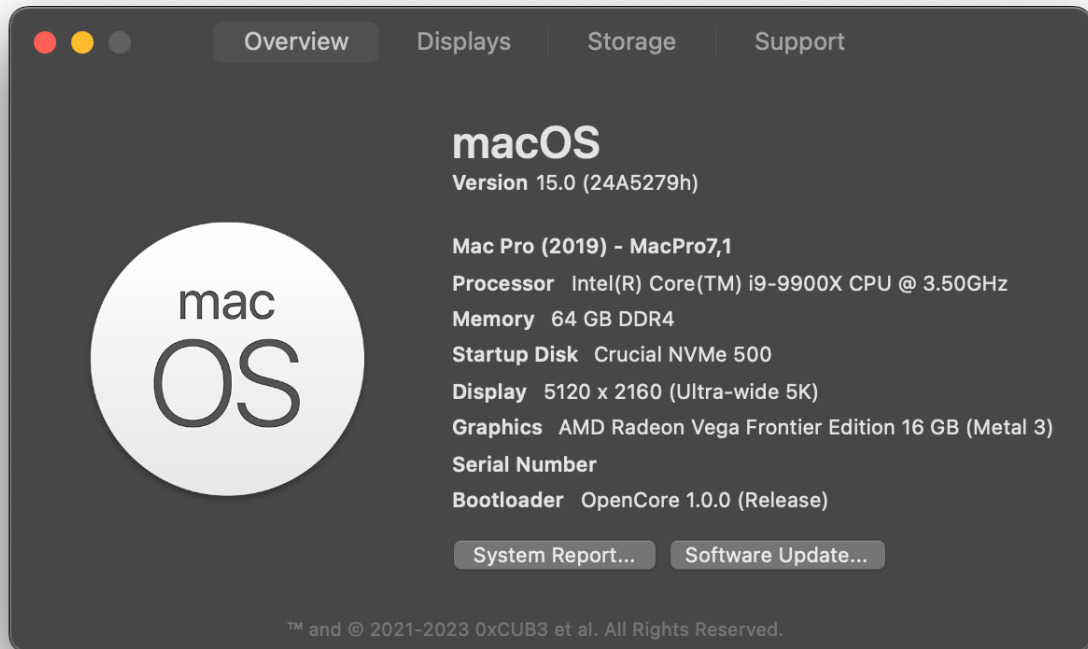 Overview Displays Storage Support
macOS
Version 15.0 (24A5279h)
mac
OS
Mac Pro (2019) - MacPro7,1
Processor Intel(R) Core(TM) i9-9900X CPU @ 3.50GHz
Memory 64 GB DDR4
Startup Disk Crucial NVMe 500
Display 5120 x 2160 (Ultra-wide 5K)
Graphics AMD Radeon Vega Frontier Edition 16 GB (Metal 3)
Serial Number
Bootloader OpenCore 1.0.0 (Release)
System Report... Software Update...
™ and © 2021-2023 0xCUB3 et al. All Rights Reserved.